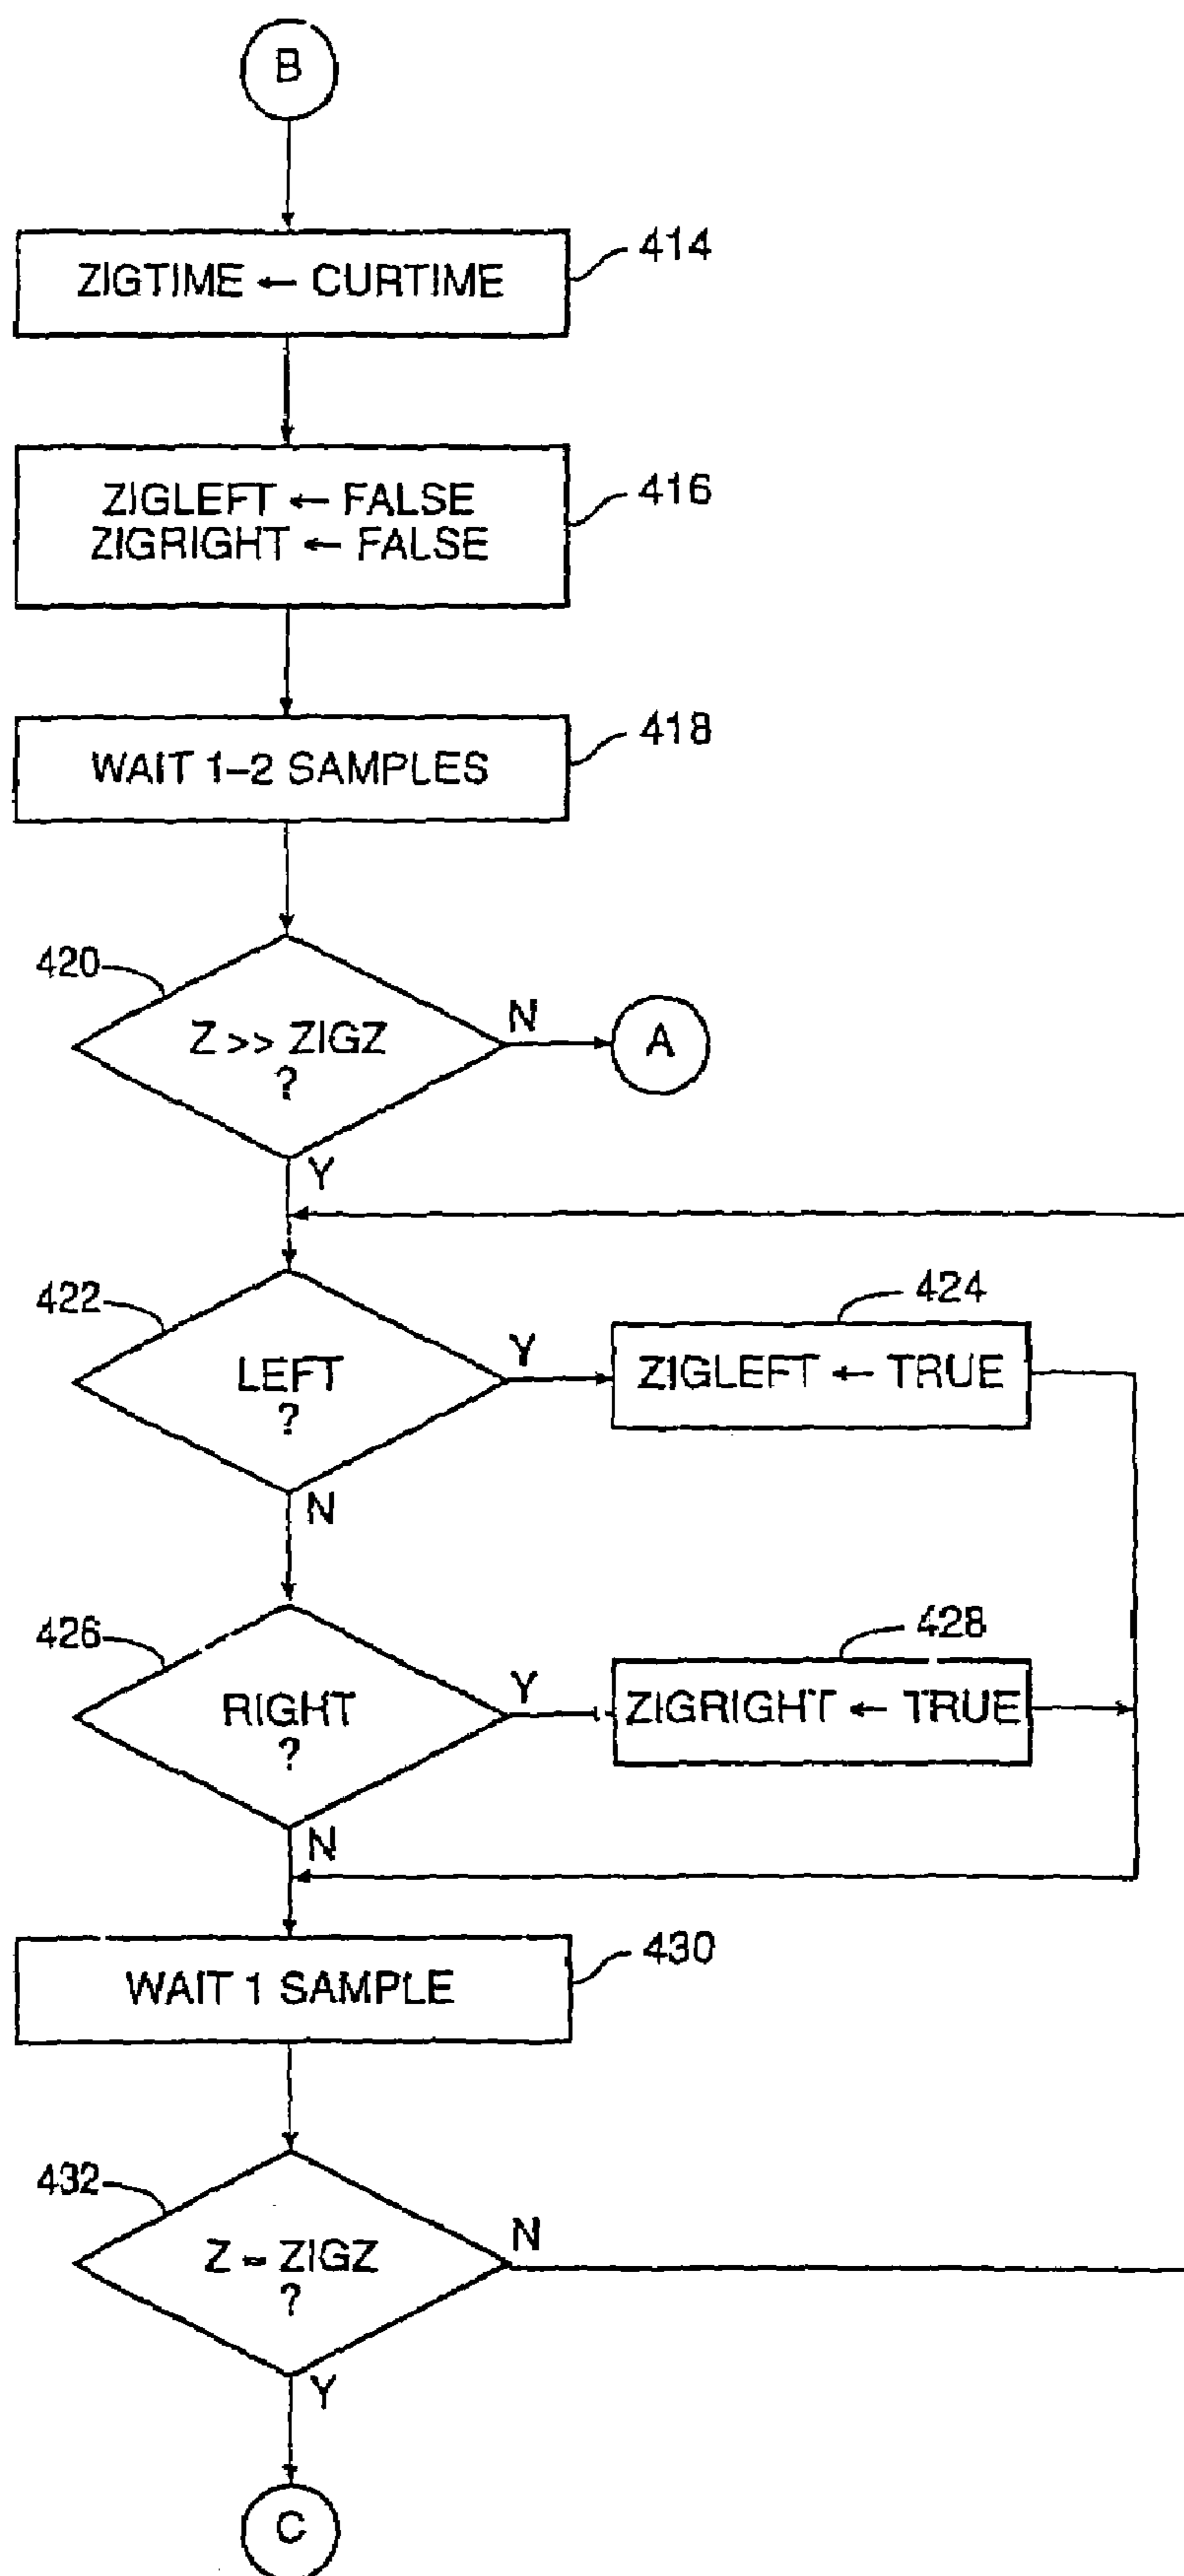 B
ZIGTIME ← CURTIME
414
ZIGLEFT ← FALSE
ZIGRIGHT ← FALSE
416
WAIT 1–2 SAMPLES
418
420
Z >> ZIGZ
?
N
A
Y
422
LEFT
?
Y
424
ZIGLEFT ← TRUE
N
426
RIGHT
?
Y
428
ZIGRIGHT ← TRUE
N
WAIT 1 SAMPLE
430
432
Z = ZIGZ
?
N
Y
C